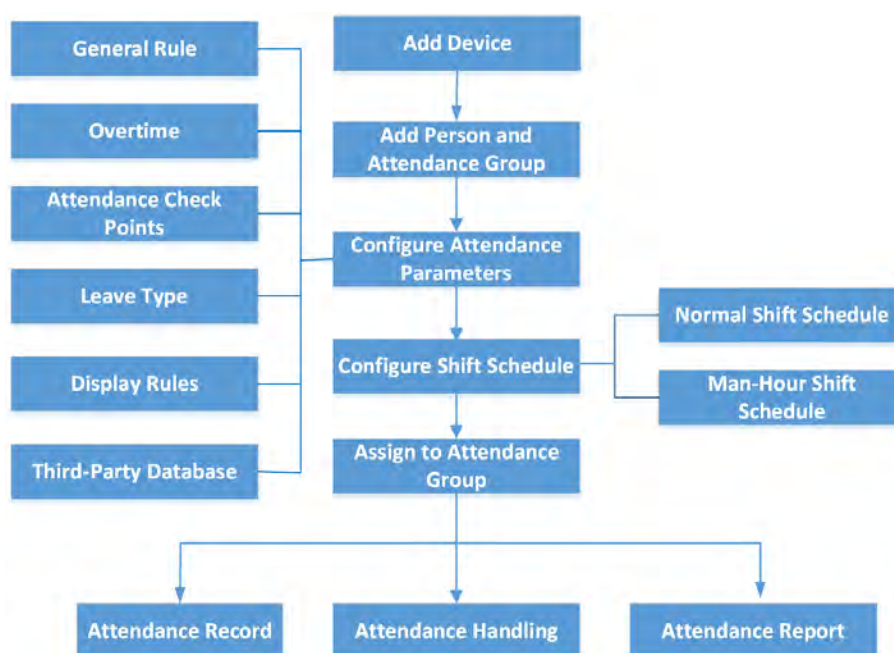 General Rule
Add Device
Overtime
Add Person and
Attendance Group
Attendance Check
Points
Configure Attendance
Parameters
Leave Type
Normal Shift Schedule
Configure Shift Schedule
Display Rules
Man-Hour Shift
Schedule
Third-Party Database
Assign to Attendance
Group
Attendance Record
Attendance Handling
Attendance Report